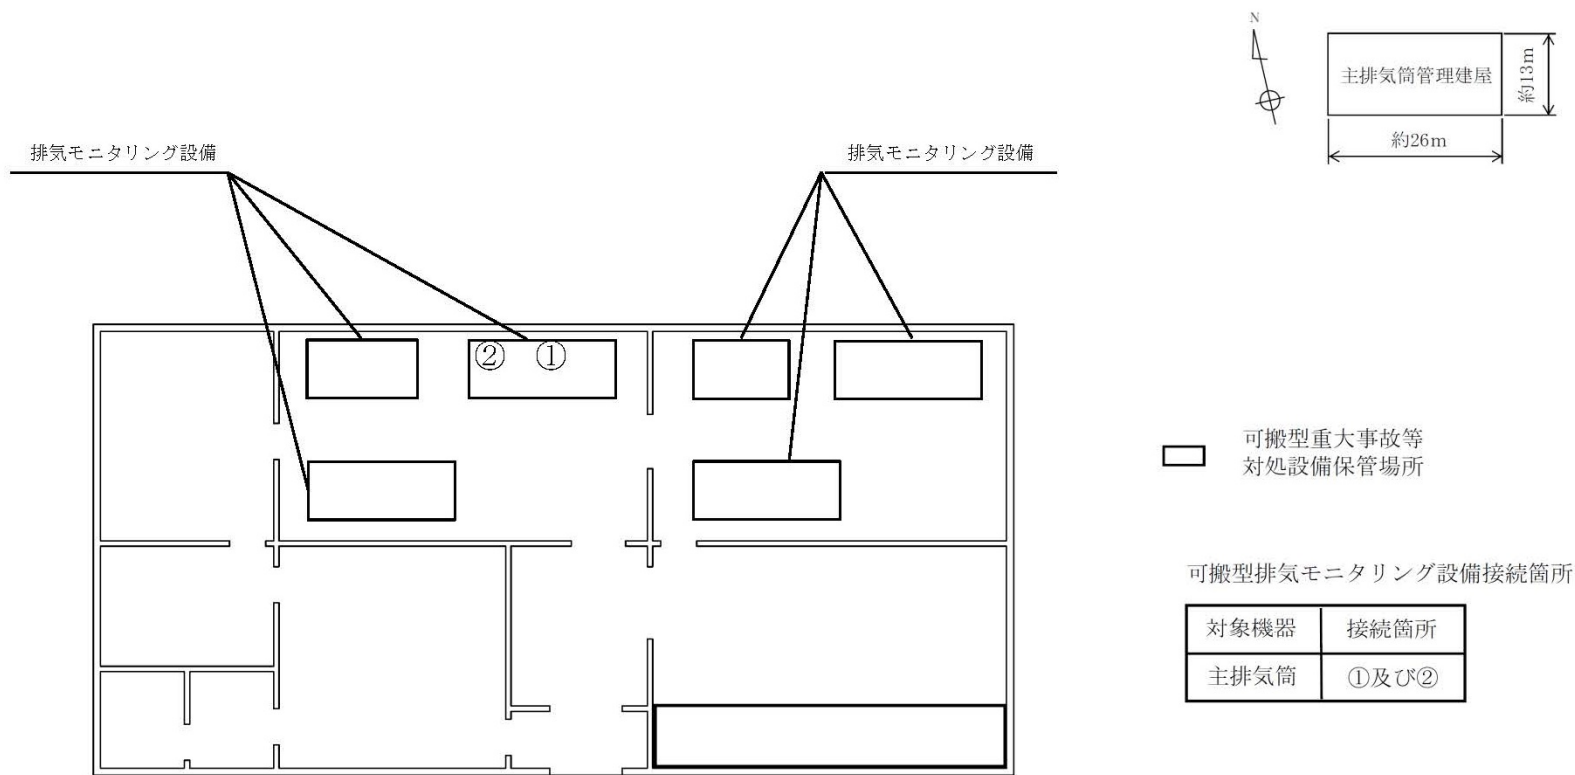 N
主排気筒管理建屋
約13m
約26m
排気モニタリング設備
排気モニタリング設備
② ①
可搬型重大事故等
対処設備保管場所
可搬型排気モニタリング設備接続箇所
対象機器 接続箇所
主排気筒 ①及び②